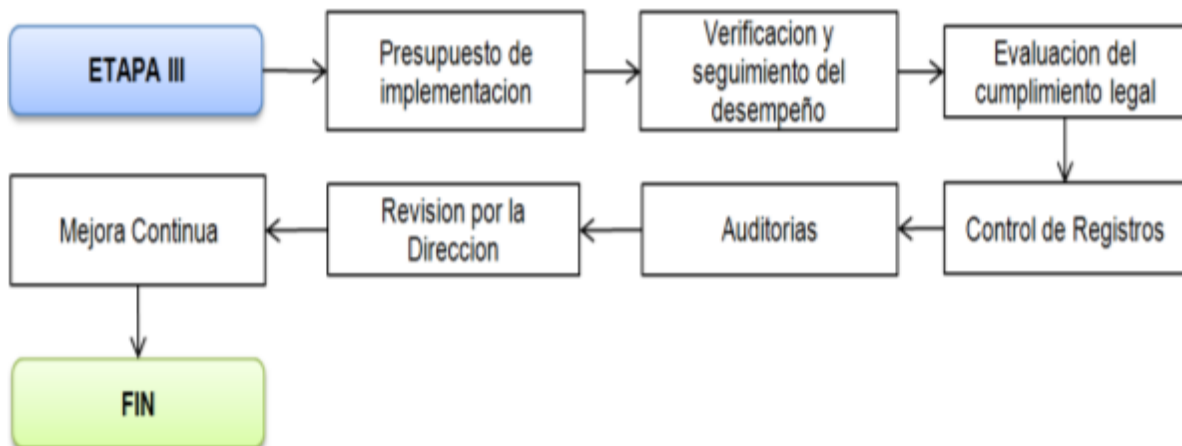 ETAPA III
Presupuesto de
implementacion
Verificacion y
seguimiento del
desempeño
Evaluacion del
cumplimiento legal
Control de Registros
Auditorias
Revision por la
Direccion
Mejora Continua
FIN